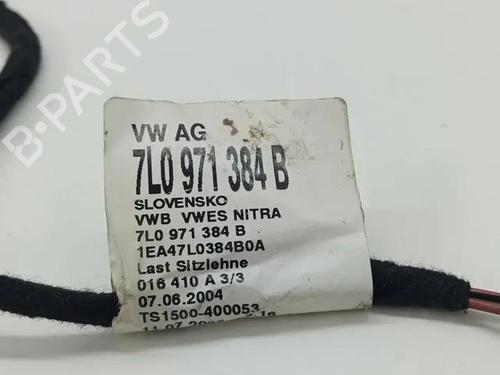 B-PARTS
VW AG
7L0 971 384 B
SLOVENSKO
VWB VWES NITRA
7L0 971 384 B
1EA47L0384B0A
Last Sitzlehne
016 410 A 3/3
07.06.2004
TS1500-400053